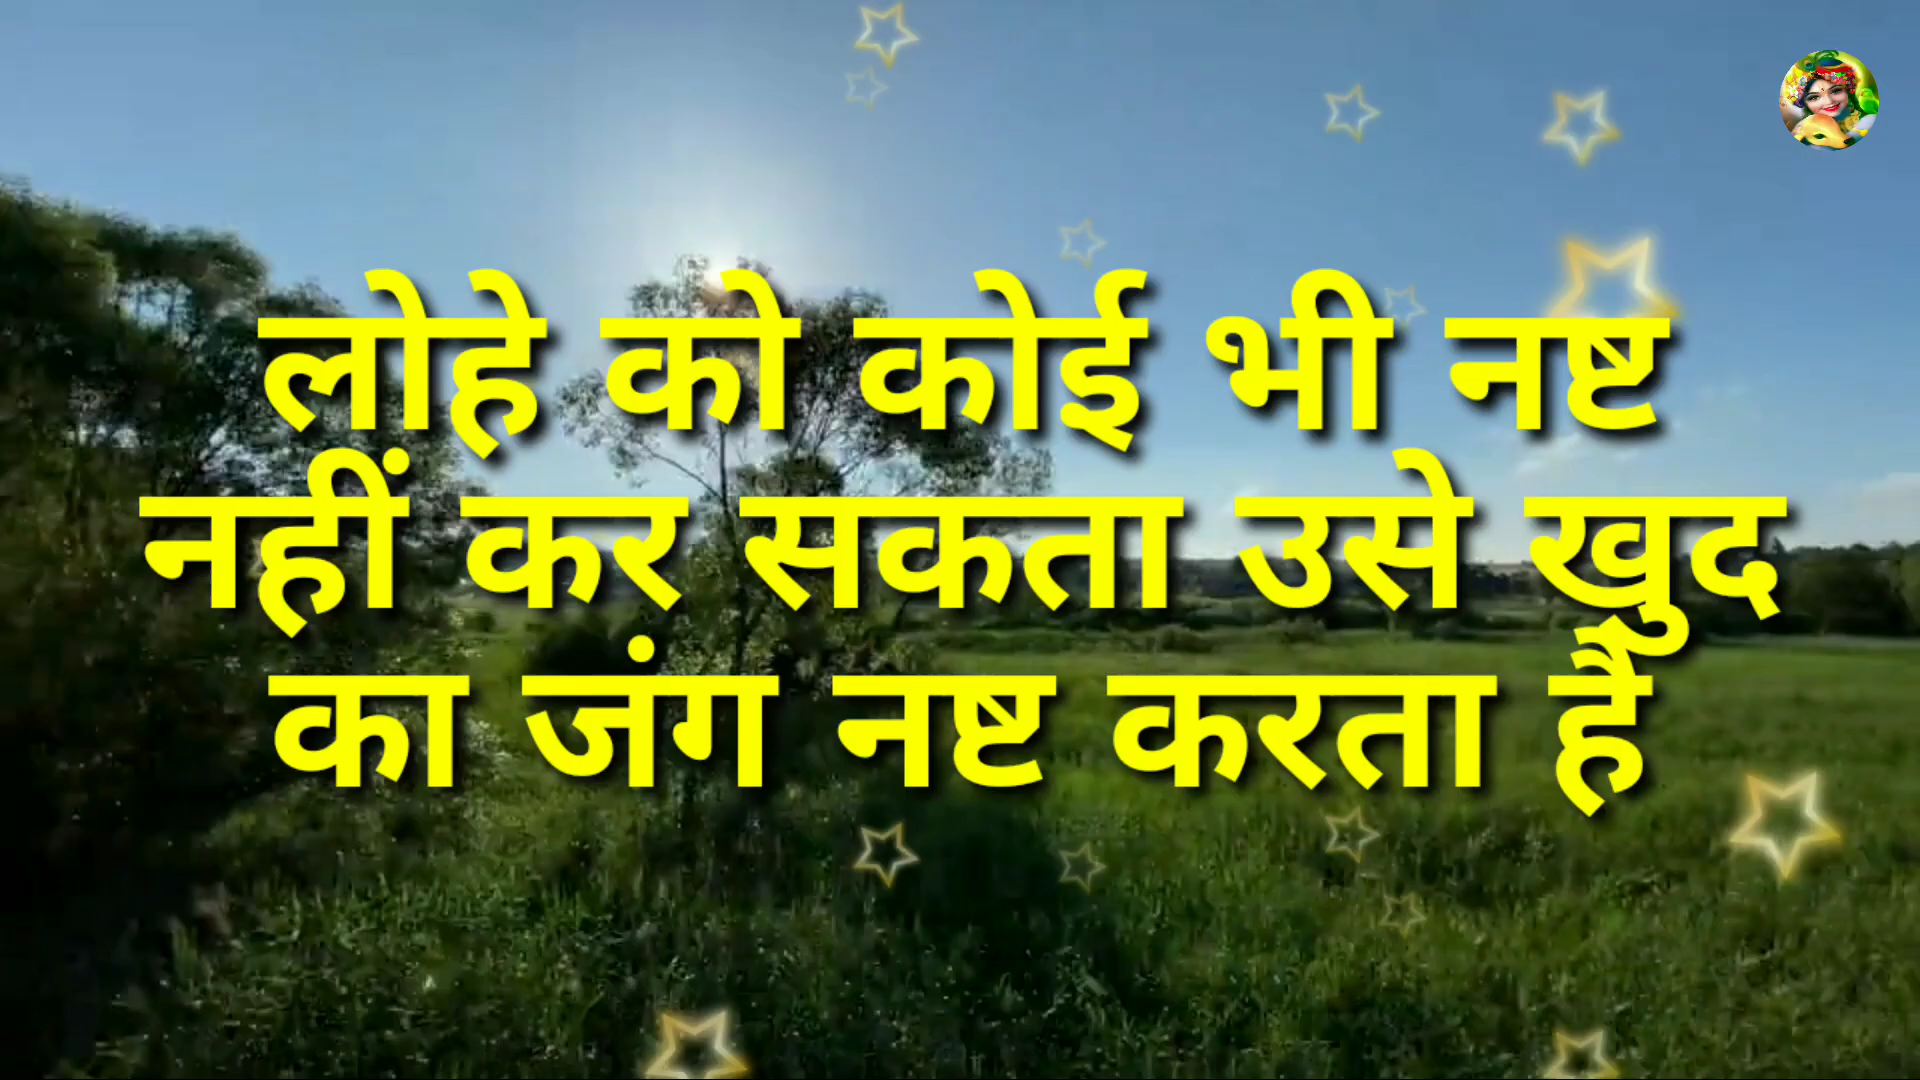 लोहे को कोई भी नष्ट
नहीं कर सकता उसे खुद
का जंग नष्ट करता है